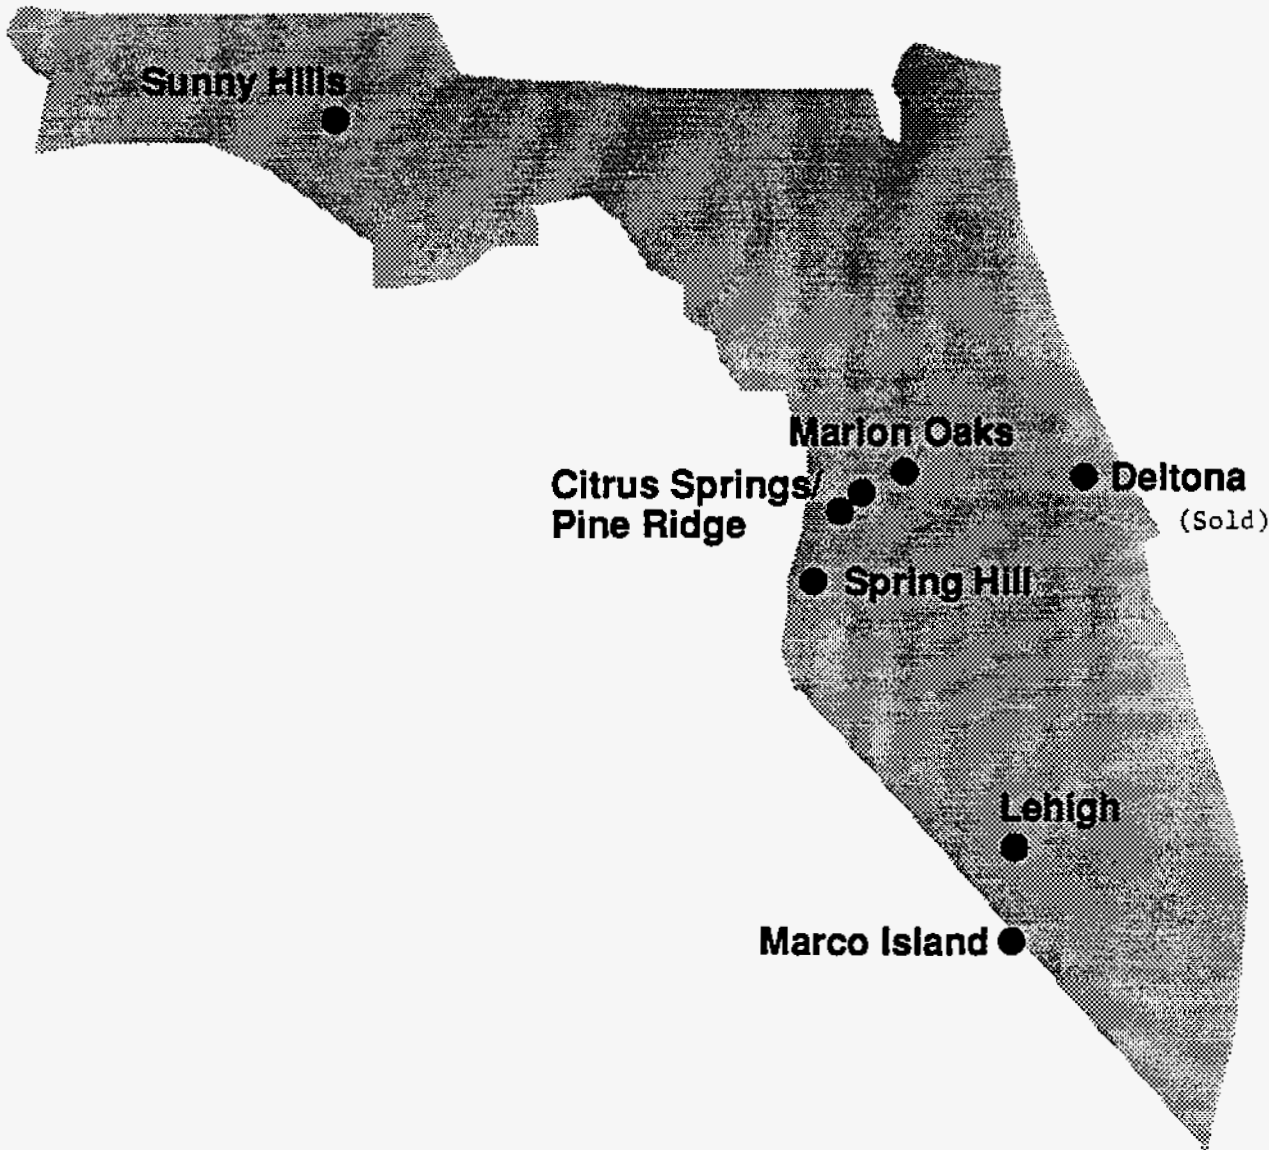 Sunny Hills
Marion Oaks
Citrus Springs/
Pine Ridge
Deltona
(Sold)
Spring Hill
Lehigh
Marco Island